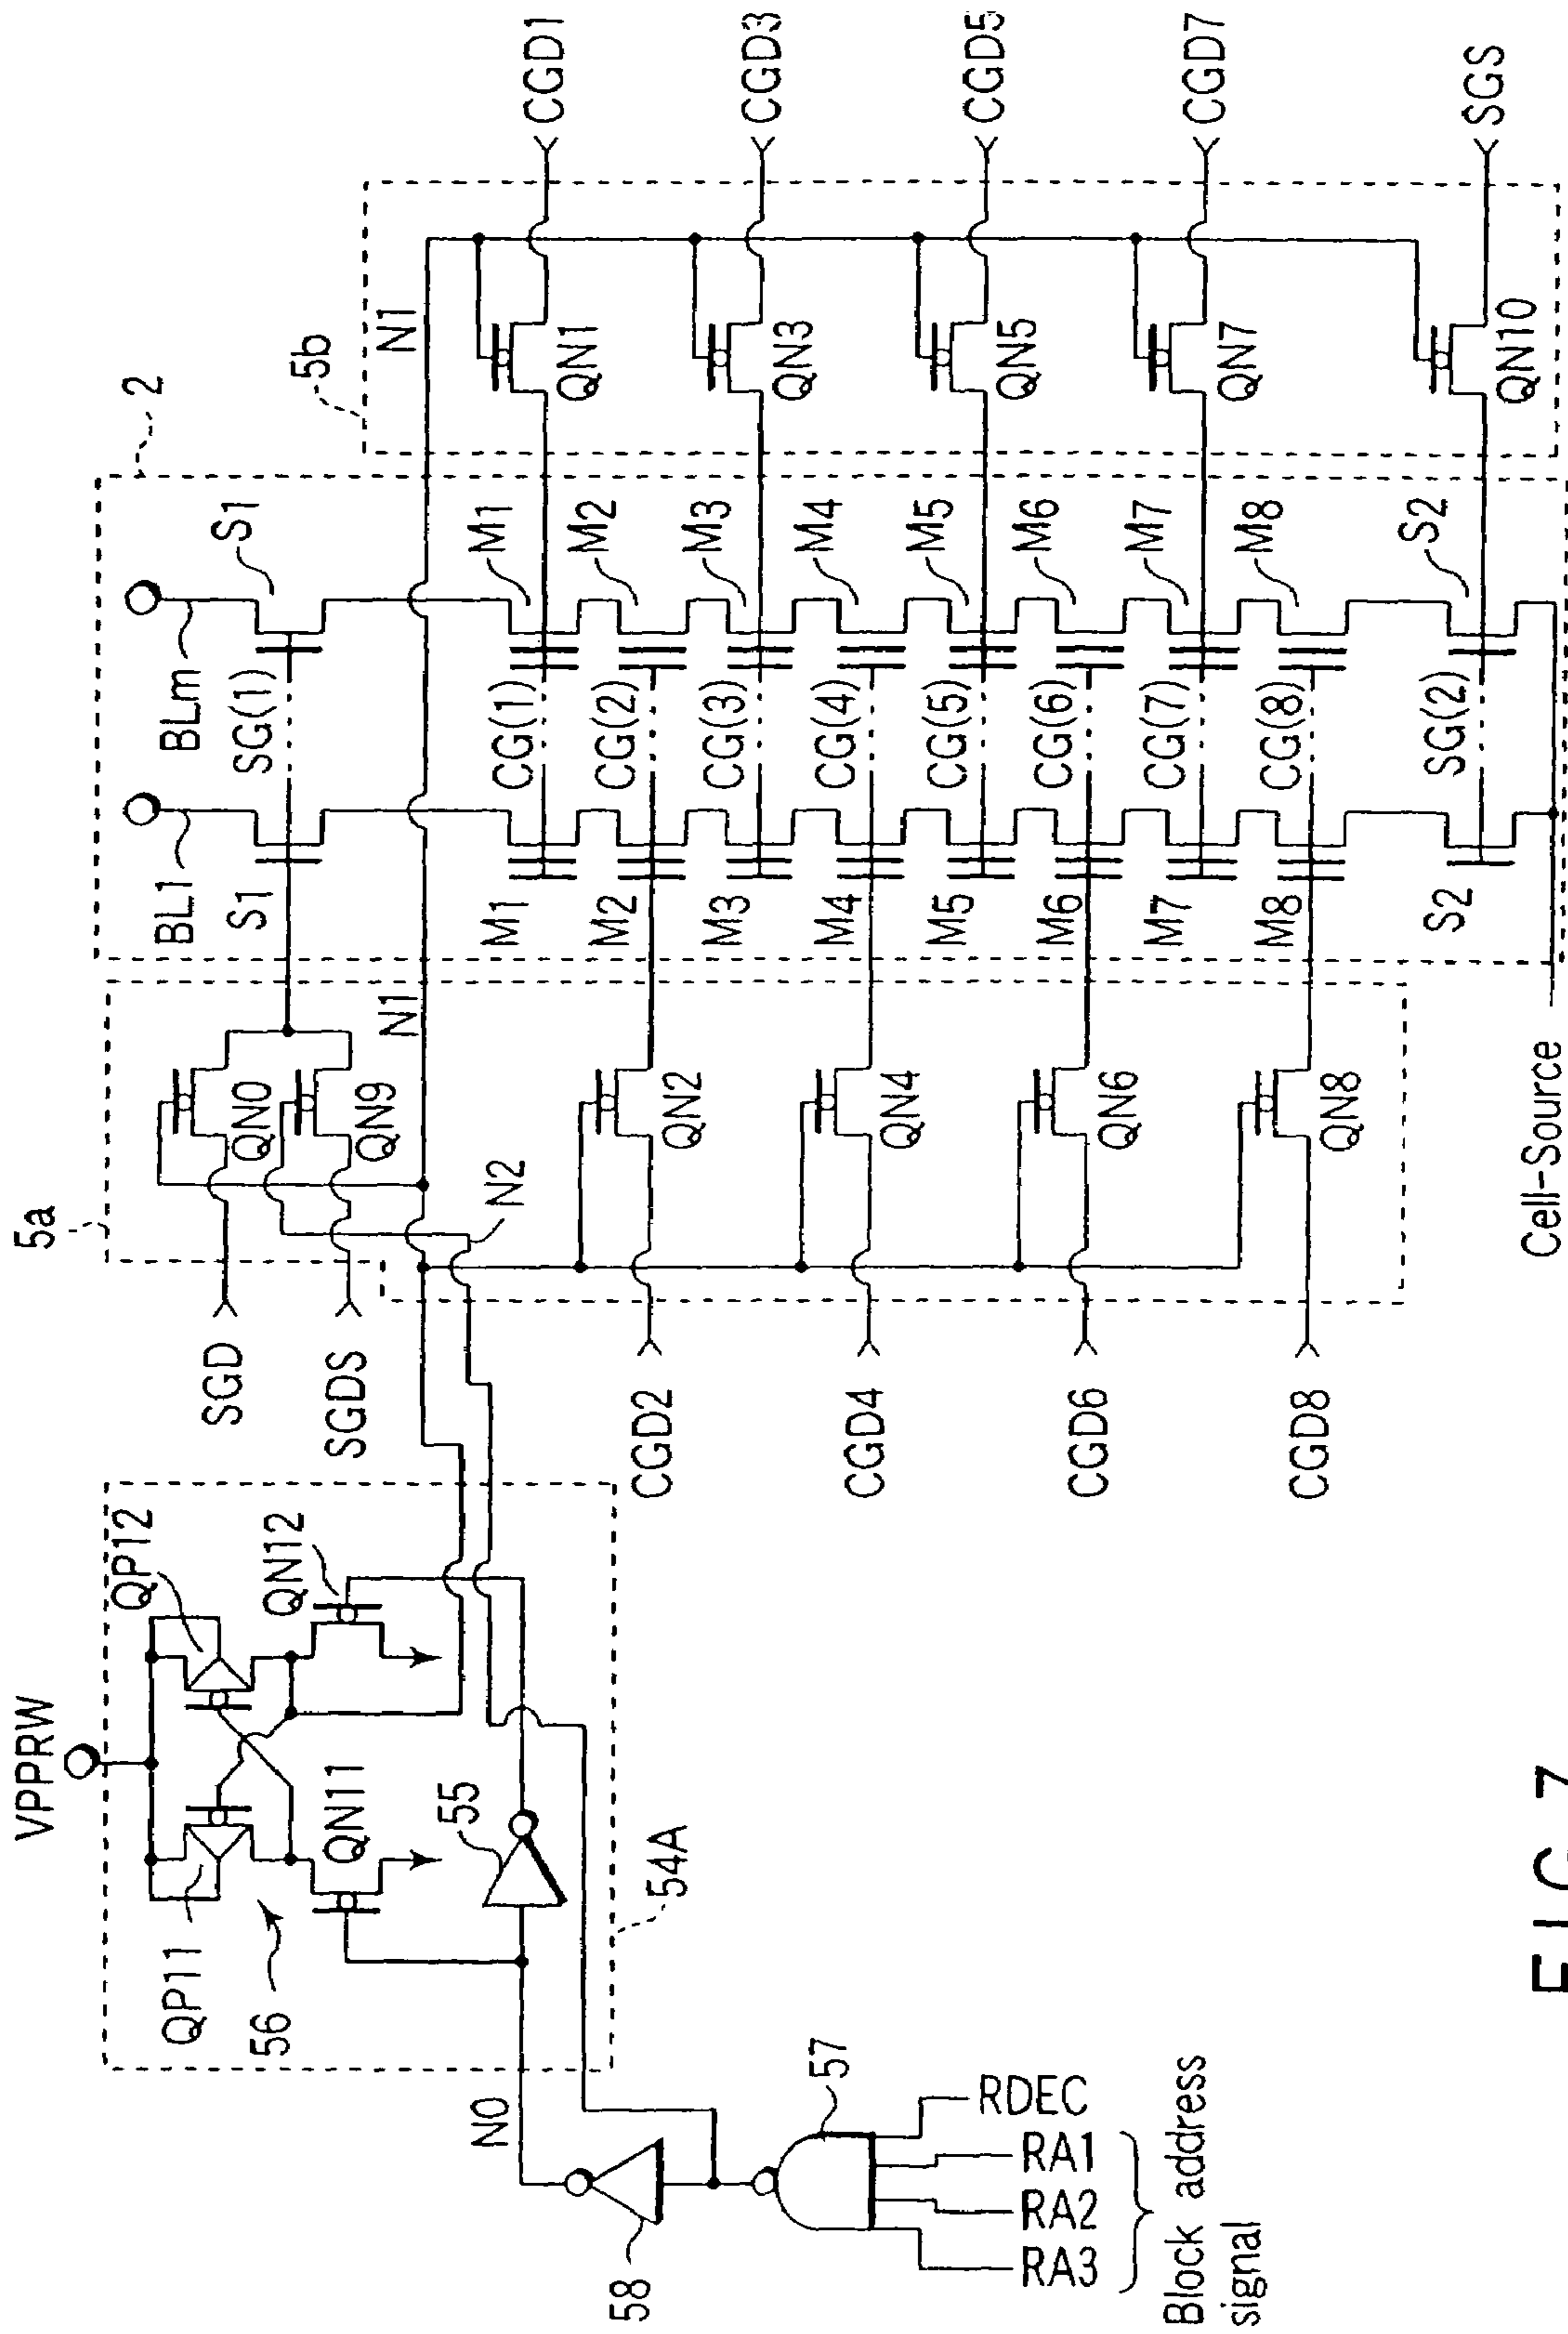 VPPRW
QP11
QP12
56
QN11
QN12
55
54A
N0
58
57
RDEC
RA1
RA2
RA3
Block address
signal
5a
SGD
SGDS
QN0
QN9
N1
N2
CGD2
QN2
CGD4
QN4
CGD6
QN6
CGD8
QN8
Cell-Source
2
BL1
BLm
S1
SG(1)
S1
M1
CG(1)
M1
M2
CG(2)
M2
M3
CG(3)
M3
M4
CG(4)
M4
M5
CG(5)
M5
M6
CG(6)
M6
M7
CG(7)
M7
M8
CG(8)
M8
S2
SG(2)
S2
5b
N1
QN1
CGD1
QN3
CGD3
QN5
CGD5
QN7
CGD7
QN10
SGS
FIG. 7